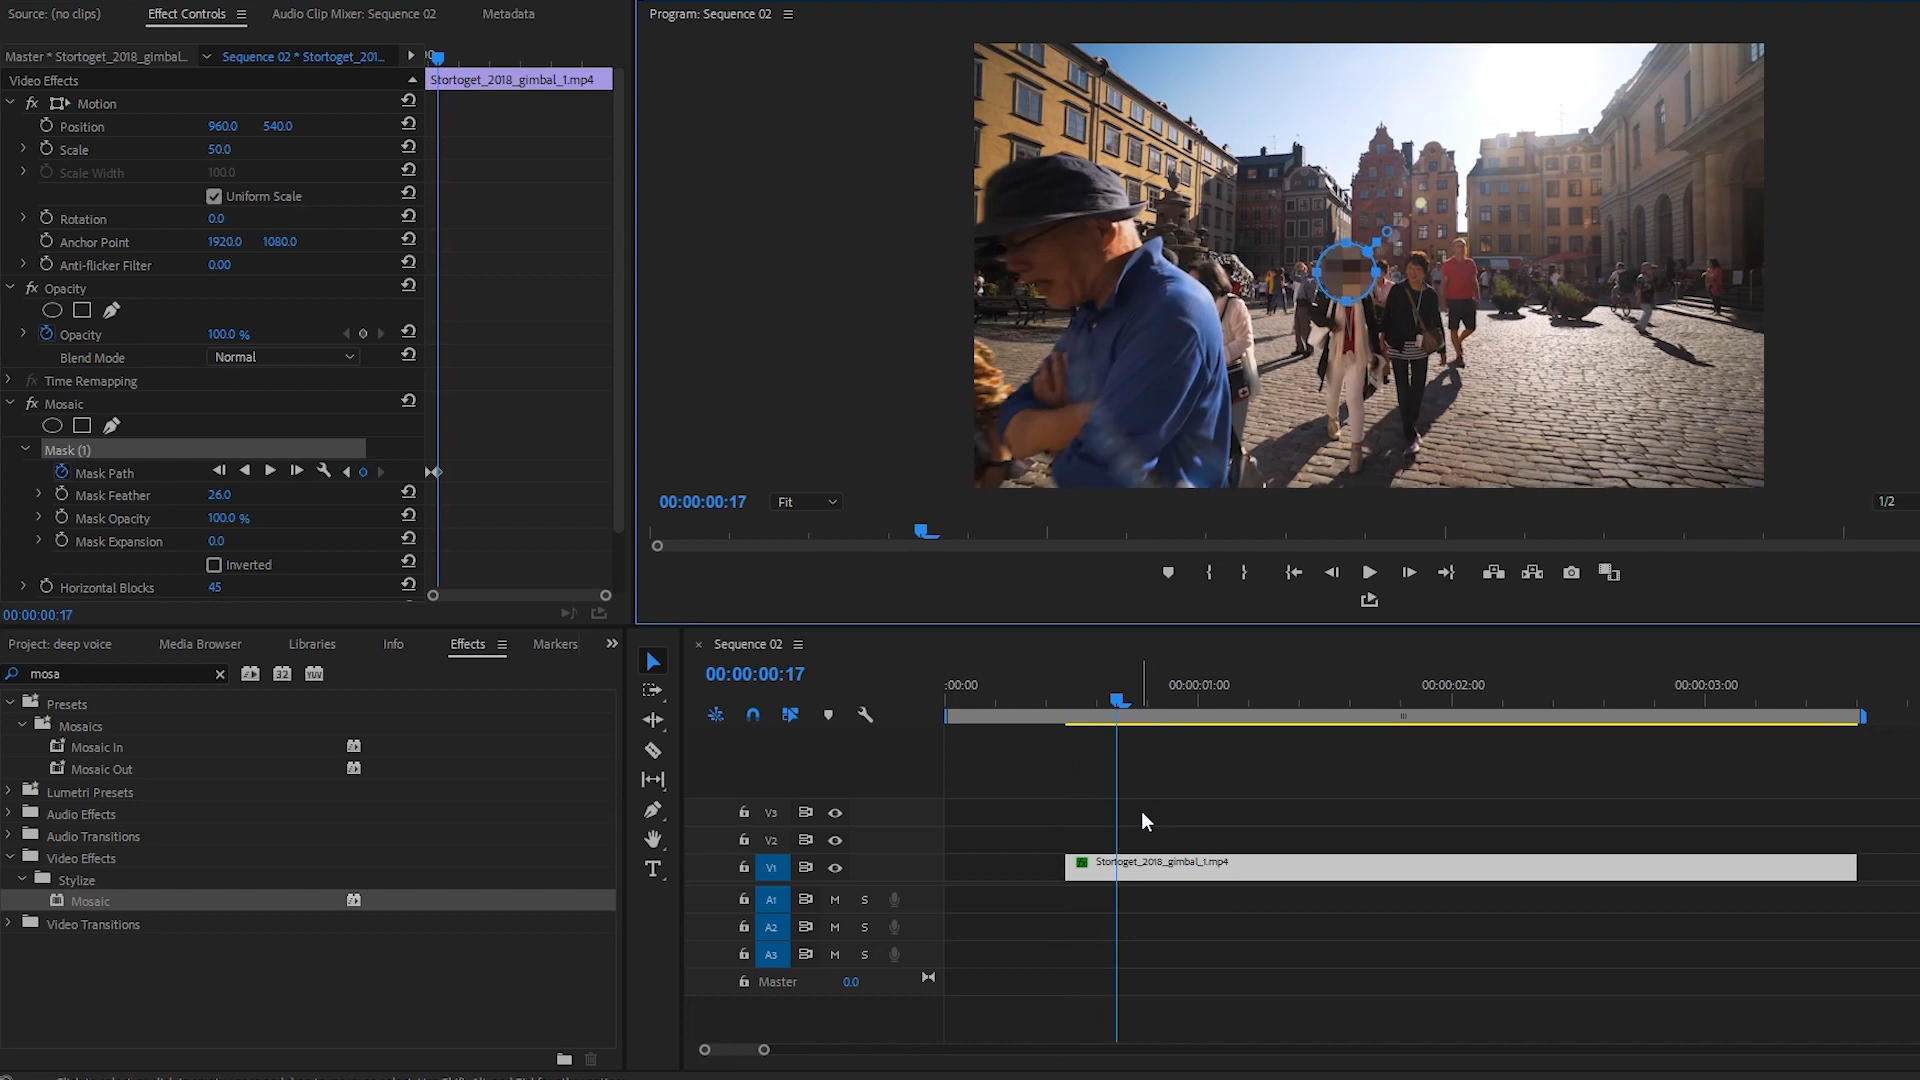 Source: (no clips)
Effect Controls
Audio Clip Mixer: Sequence 02
Metadata
Program: Sequence 02
Master * Stortoget_2018_gimbal...
Sequence 02 * Stortoget_201...
Video Effects
Stortoget_2018_gimbal_1.mp4
fx Motion
Position 960.0 540.0
Scale 50.0
Scale Width 100.0
Uniform Scale
Rotation 0.0
Anchor Point 1920.0 1080.0
Anti-flicker Filter 0.00
fx Opacity
Opacity 100.0 %
Blend Mode Normal
fx Time Remapping
fx Mosaic
Mask (1)
Mask Path
Mask Feather 26.0
Mask Opacity 100.0 %
Mask Expansion 0.0
Inverted
Horizontal Blocks 45
00:00:00:17
00:00:00:17
Fit
1/2
Project: deep voice
Media Browser
Libraries
Info
Effects
Markers
mosa
32
YUV
Presets
Mosaics
Mosaic In
Mosaic Out
Lumetri Presets
Audio Effects
Audio Transitions
Video Effects
Stylize
Mosaic
Video Transitions
Sequence 02
00:00:00:17
:00:00
00:00:01:00
00:00:02:00
00:00:03:00
V3
V2
V1
Stortoget_2018_gimbal_1.mp4
A1 M S
A2 M S
A3 M S
Master 0.0